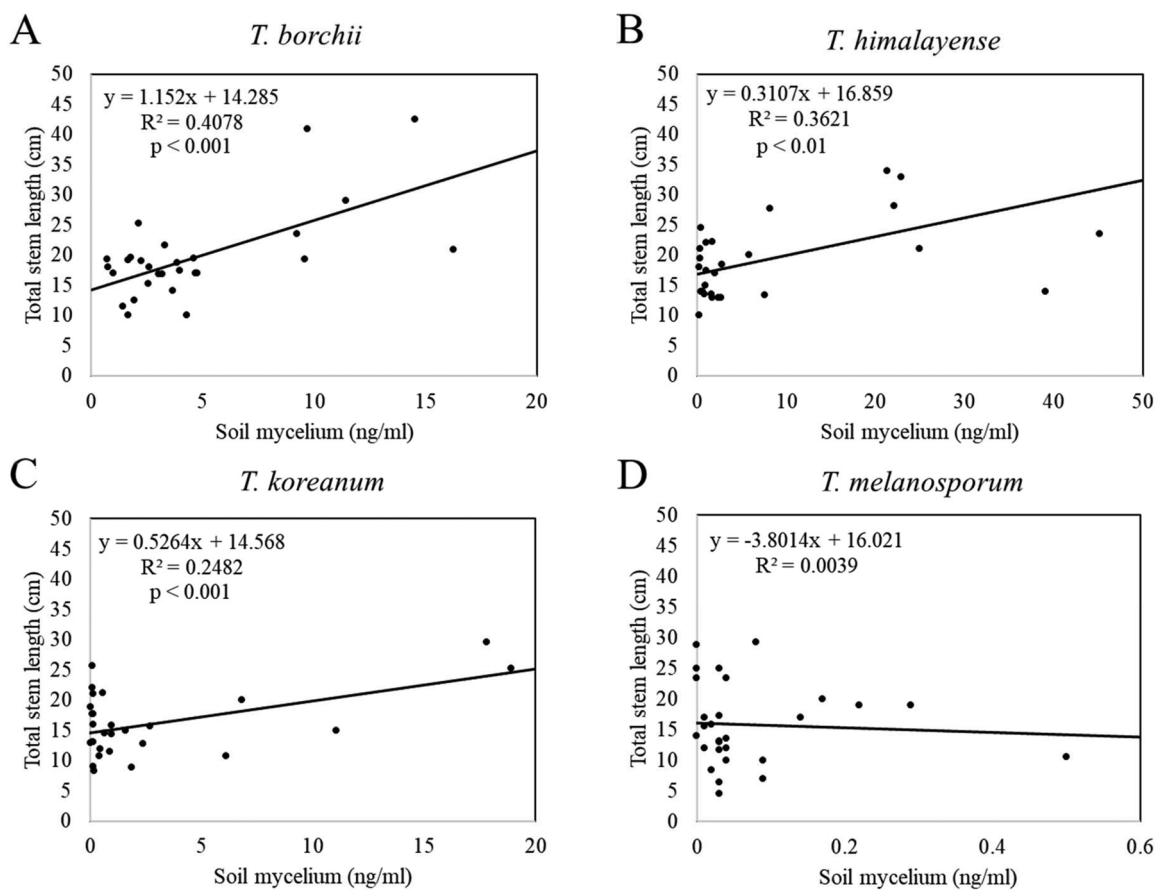 A
T. borchii
y = 1.152x + 14.285
R² = 0.4078
p < 0.001
Total stem length (cm)
50
45
40
35
30
25
20
15
10
5
0
0 5 10 15 20
Soil mycelium (ng/ml)
B
T. himalayense
y = 0.3107x + 16.859
R² = 0.3621
p < 0.01
Total stem length (cm)
50
45
40
35
30
25
20
15
10
5
0
0 10 20 30 40 50
Soil mycelium (ng/ml)
C
T. koreanum
y = 0.5264x + 14.568
R² = 0.2482
p < 0.001
Total stem length (cm)
50
45
40
35
30
25
20
15
10
5
0
0 5 10 15 20
Soil mycelium (ng/ml)
D
T. melanosporum
y = -3.8014x + 16.021
R² = 0.0039
Total stem length (cm)
50
45
40
35
30
25
20
15
10
5
0
0 0.2 0.4 0.6
Soil mycelium (ng/ml)